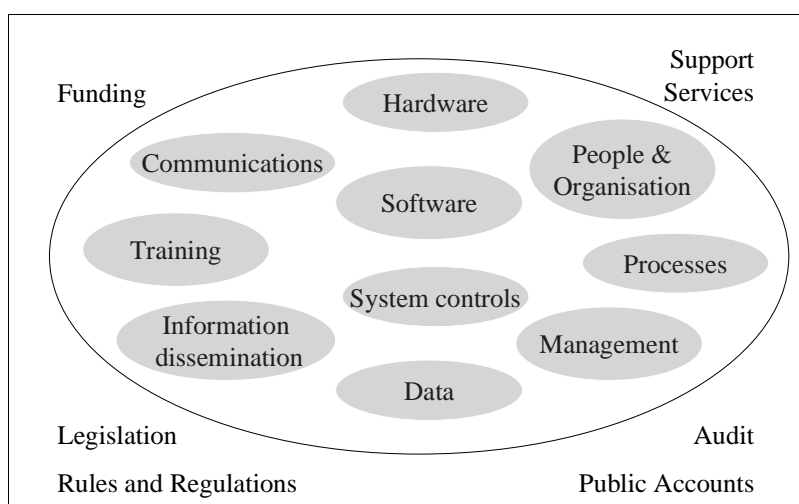 Support
Services
Funding
Hardware
Communications
People &
Organisation
Software
Training
Processes
System controls
Information
dissemination
Management
Data
Legislation
Audit
Rules and Regulations
Public Accounts